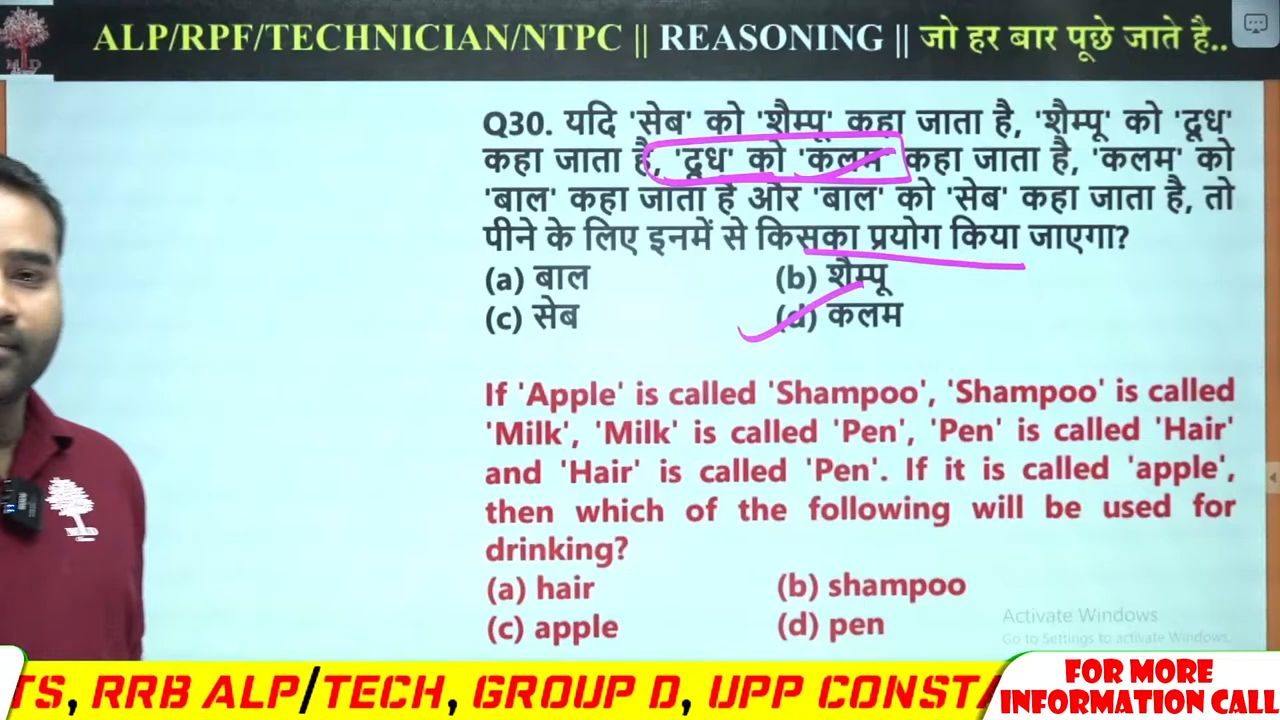 ALP/RPF/TECHNICIAN/NTPC || REASONING || जो हर बार पूछे जाते है..
Q30. यदि 'सेब' को 'शैम्पू' कहा जाता है, 'शैम्पू' को 'दूध'
कहा जाता है, 'दूध' को 'कलम' कहा जाता है, 'कलम' को
'बाल' कहा जाता है और 'बाल' को 'सेब' कहा जाता है, तो
पीने के लिए इनमें से किसका प्रयोग किया जाएगा?
(a) बाल (b) शैम्पू
(c) सेब (d) कलम
If 'Apple' is called 'Shampoo', 'Shampoo' is called
'Milk', 'Milk' is called 'Pen', 'Pen' is called 'Hair'
and 'Hair' is called 'Pen'. If it is called 'apple',
then which of the following will be used for
drinking?
(a) hair (b) shampoo
(c) apple (d) pen
Activate Windows
Go to Settings to activate Windows.
TS, RRB ALP/TECH, GROUP D, UPP CONSTA
FOR MORE
INFORMATION CALL